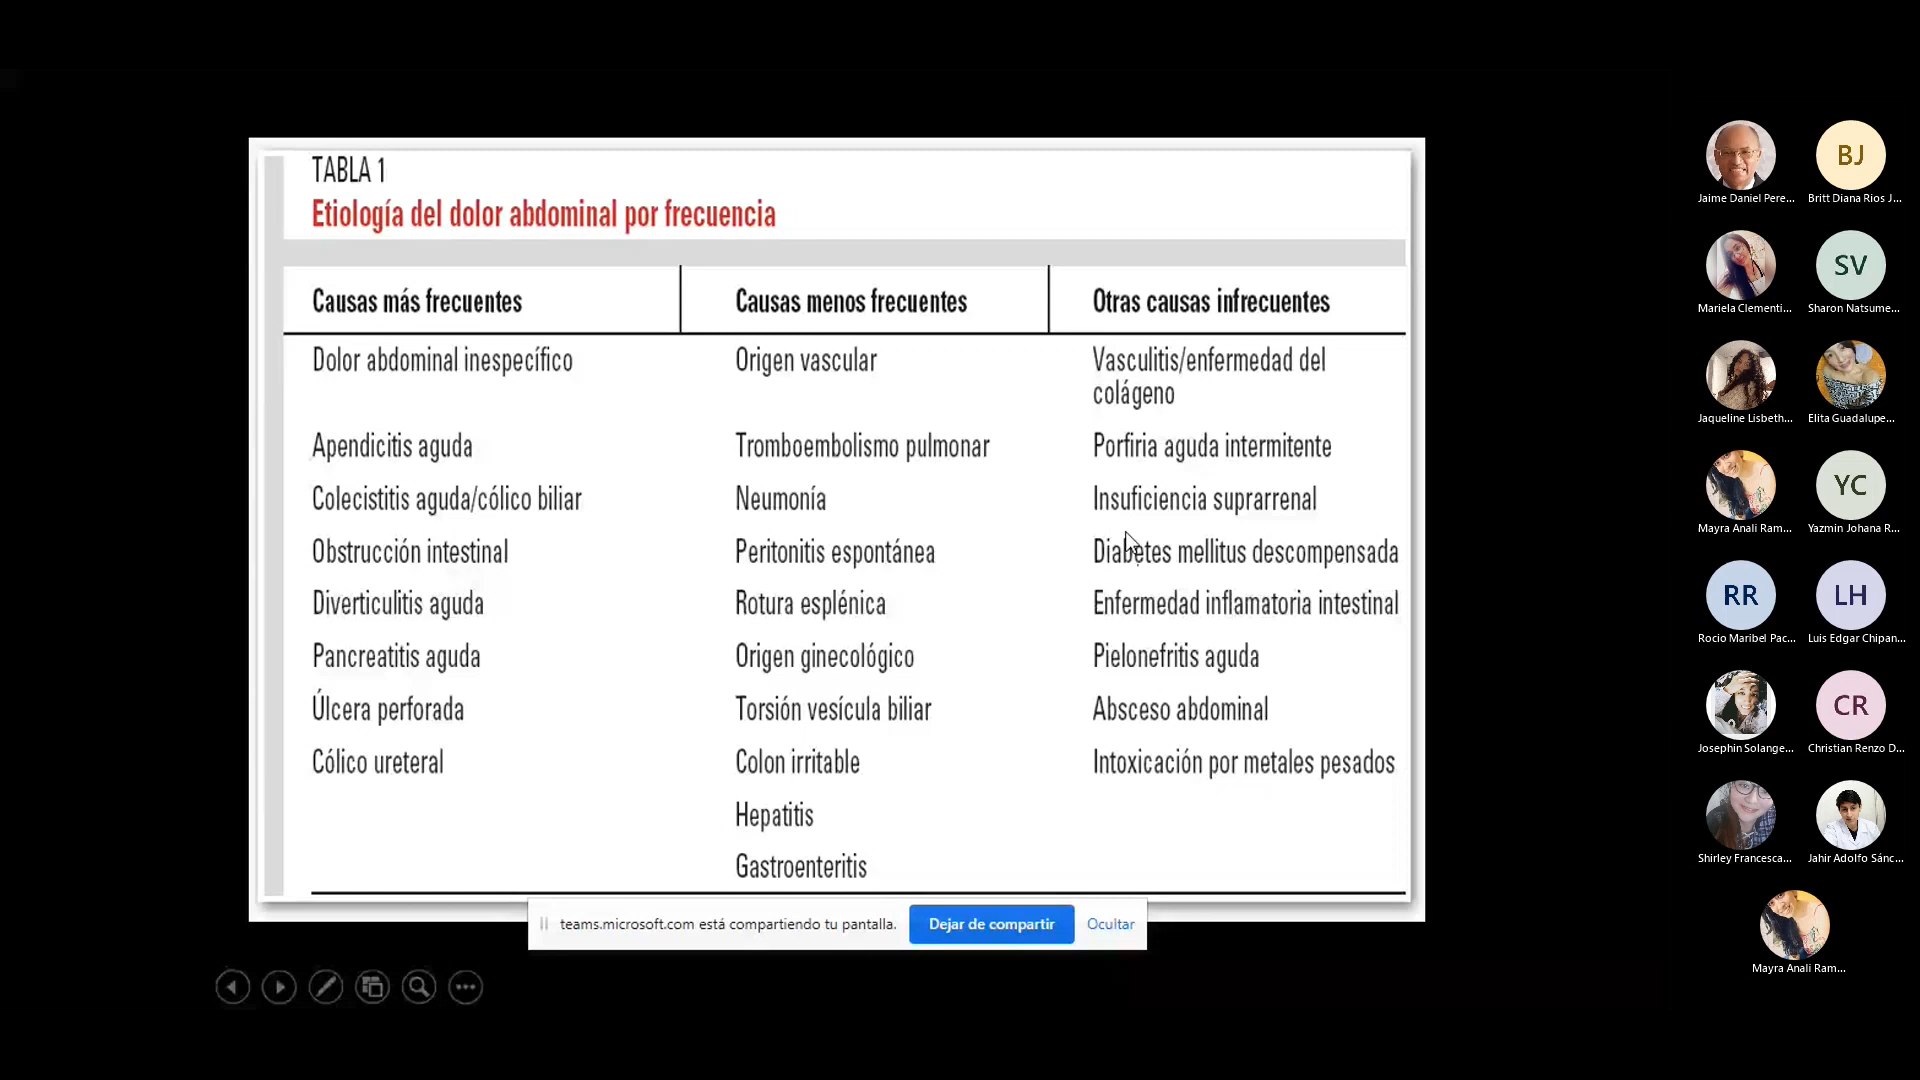 TABLA 1
Etiología del dolor abdominal por frecuencia
Causas más frecuentes
Causas menos frecuentes
Otras causas infrecuentes
Dolor abdominal inespecífico
Origen vascular
Vasculitis/enfermedad del
colágeno
Apendicitis aguda
Tromboembolismo pulmonar
Porfiria aguda intermitente
Colecistitis aguda/cólico biliar
Neumonía
Insuficiencia suprarrenal
Obstrucción intestinal
Peritonitis espontánea
Diabetes mellitus descompensada
Diverticulitis aguda
Rotura esplénica
Enfermedad inflamatoria intestinal
Pancreatitis aguda
Origen ginecológico
Pielonefritis aguda
Úlcera perforada
Torsión vesícula biliar
Absceso abdominal
Cólico ureteral
Colon irritable
Intoxicación por metales pesados
Hepatitis
Gastroenteritis
teams.microsoft.com está compartiendo tu pantalla.
Dejar de compartir
Ocultar
Jaime Daniel Pere...
BJ
Britt Diana Rios J...
Mariela Clementi...
SV
Sharon Natsume...
Jaqueline Lisbeth...
Elita Guadalupe...
Mayra Anali Ram...
YC
Yazmin Johana R...
RR
Rocio Maribel Pac...
LH
Luis Edgar Chipan...
Josephin Solange...
CR
Christian Renzo D...
Shirley Francesca...
Jahir Adolfo Sánc...
Mayra Anali Ram...